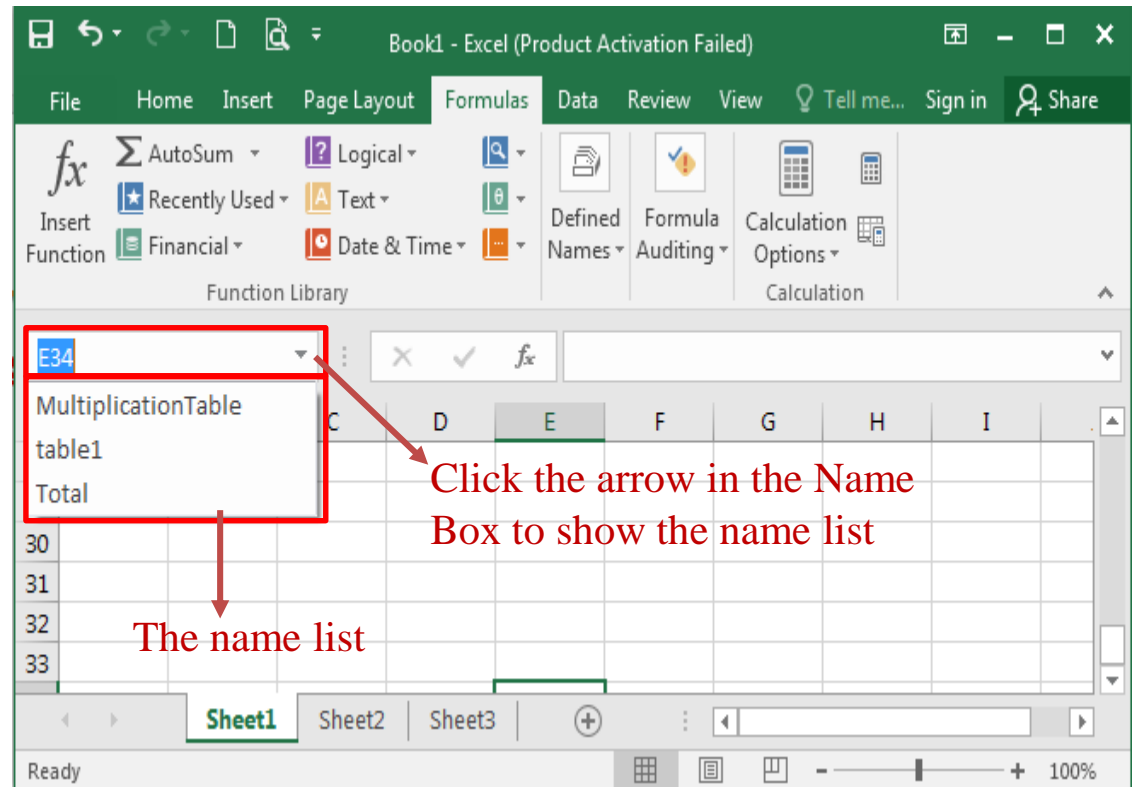 Book1 - Excel (Product Activation Failed)
File Home Insert Page Layout Formulas Data Review View Tell me... Sign in Share
fx Insert Function
Σ AutoSum
Recently Used
Financial
? Logical
A Text
Date & Time
θ
Defined Names
Formula Auditing
Calculation Options
Function Library
Calculation
E34
fx
MultiplicationTable
table1
Total
C D E F G H I
Click the arrow in the Name
Box to show the name list
30
31
32
33
The name list
Sheet1 Sheet2 Sheet3
Ready
100%